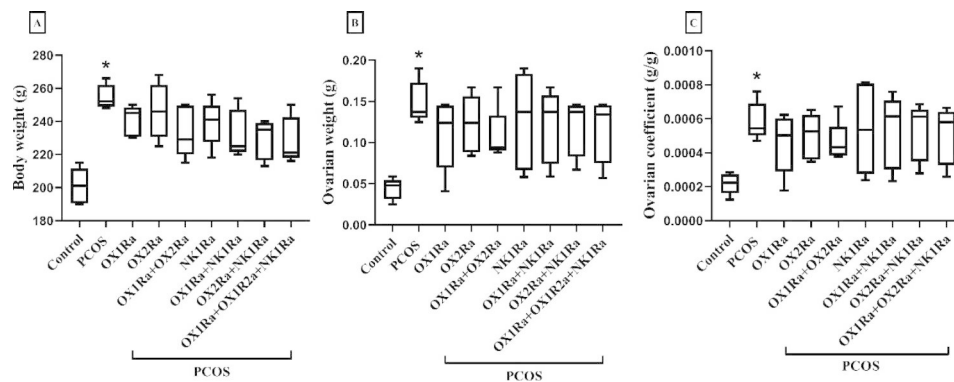 A
Body weight (g)
280
260
240
220
200
180
*
Control
PCOS
OX1Ra
OX2Ra
OX1Ra+OX2Ra
NK1Ra
OX1Ra+NK1Ra
OX2Ra+NK1Ra
OX1Ra+OX1R2a+NK1Ra
PCOS
B
Ovarian weight (g)
0.20
0.15
0.10
0.05
0.00
*
Control
PCOS
OX1Ra
OX2Ra
OX1Ra+OX2Ra
NK1Ra
OX1Ra+NK1Ra
OX2Ra+NK1Ra
OX1Ra+OX1R2a+NK1Ra
PCOS
C
Ovarian coefficient (g/g)
0.0010
0.0008
0.0006
0.0004
0.0002
0.0000
*
Control
PCOS
OX1Ra
OX2Ra
OX1Ra+OX2Ra
NK1Ra
OX1Ra+NK1Ra
OX2Ra+NK1Ra
OX1Ra+OX2Ra+NK1Ra
PCOS